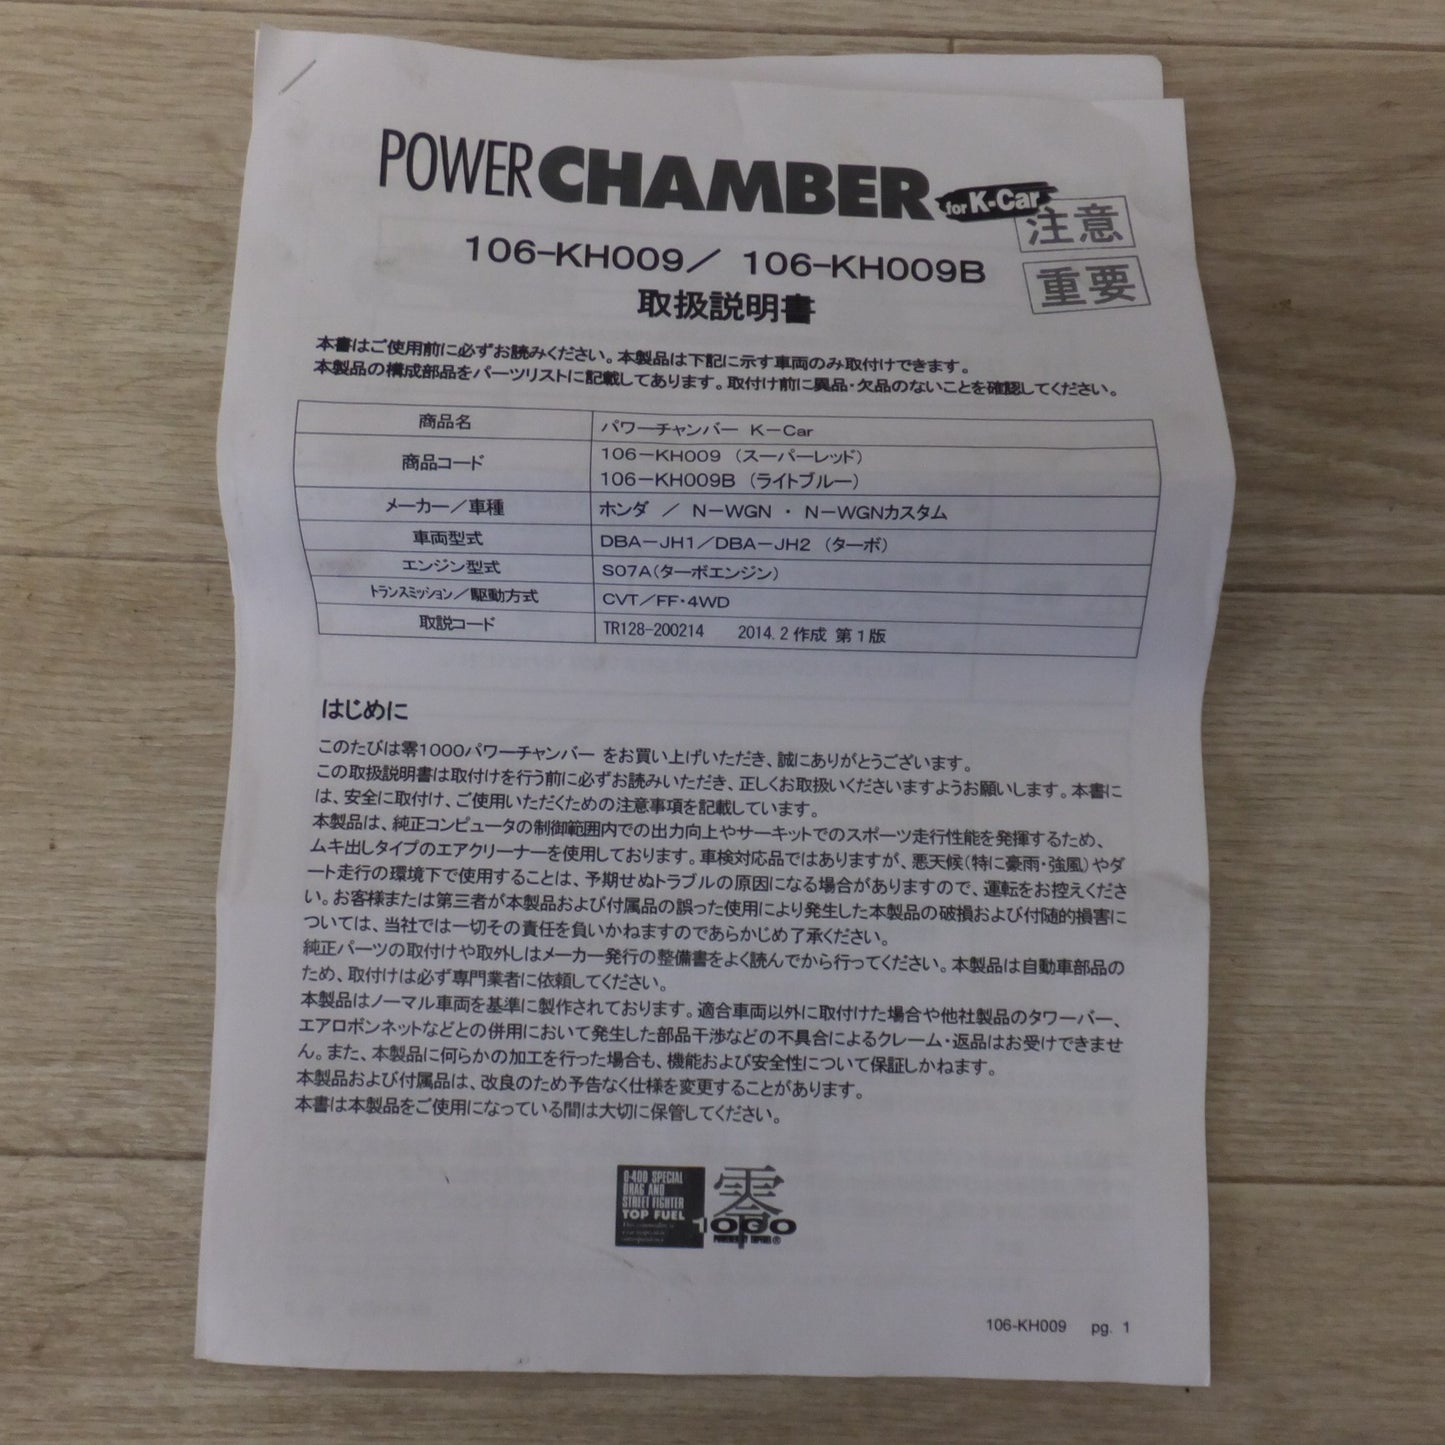 POWER CHAMBER for K-Car
注意
重要
106-KH009／ 106-KH009B
取扱説明書
本書はご使用前に必ずお読みください。本製品は下記に示す車両のみ取付けできます。
本製品の構成部品をパーツリストに記載してあります。取付け前に異品・欠品のないことを確認してください。
商品名 パワーチャンバー K－Car
商品コード 106－KH009 （スーパーレッド）
106－KH009B （ライトブルー）
メーカー／車種 ホンダ ／ N－WGN ・ N－WGNカスタム
車両型式 DBA－JH1／DBA－JH2 （ターボ）
エンジン型式 S07A（ターボエンジン）
トランスミッション／駆動方式 CVT／FF・4WD
取説コード TR128-200214 2014.2作成 第1版
はじめに
このたびは零1000パワーチャンバー をお買い上げいただき、誠にありがとうございます。
この取扱説明書は取付けを行う前に必ずお読みいただき、正しくお取扱いくださいますようお願いします。本書に
は、安全に取付け、ご使用いただくための注意事項を記載しています。
本製品は、純正コンピュータの制御範囲内での出力向上やサーキットでのスポーツ走行性能を発揮するため、
ムキ出しタイプのエアクリーナーを使用しております。車検対応品ではありますが、悪天候（特に豪雨・強風）やダ
ート走行の環境下で使用することは、予期せぬトラブルの原因になる場合がありますので、運転をお控えくださ
い。お客様または第三者が本製品および付属品の誤った使用により発生した本製品の破損および付随的損害に
ついては、当社では一切その責任を負いかねますのであらかじめ了承ください。
純正パーツの取付けや取外しはメーカー発行の整備書をよく読んでから行ってください。本製品は自動車部品の
ため、取付けは必ず専門業者に依頼してください。
本製品はノーマル車両を基準に製作されております。適合車両以外に取付けた場合や他社製品のタワーバー、
エアロボンネットなどとの併用において発生した部品干渉などの不具合によるクレーム・返品はお受けできませ
ん。また、本製品に何らかの加工を行った場合も、機能および安全性について保証しかねます。
本製品および付属品は、改良のため予告なく仕様を変更することがあります。
本書は本製品をご使用になっている間は大切に保管してください。
0-400 SPECIAL
DRAG AND
STREET FIGHTER
TOP FUEL
零
1000
POWERED BY TOPFUEL®
106-KH009 pg. 1